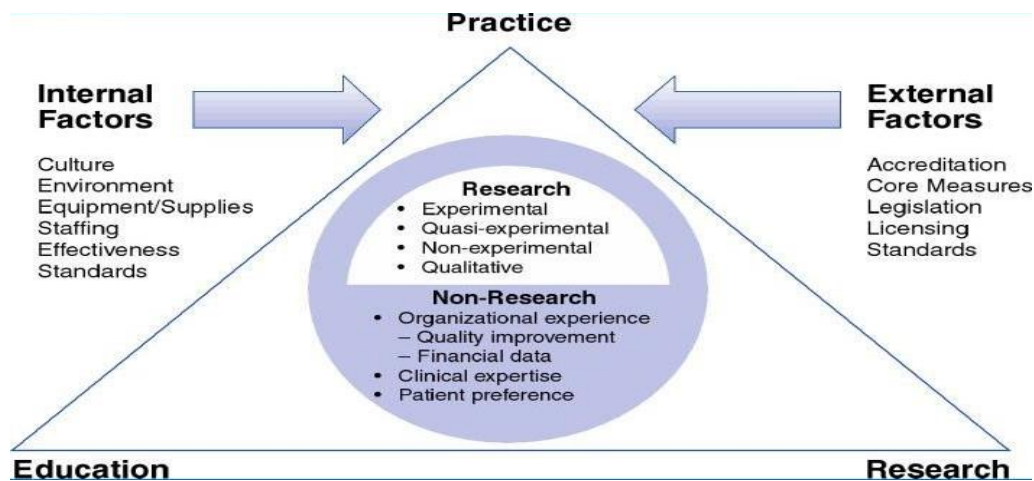 Practice
Internal
Factors
Culture
Environment
Equipment/Supplies
Staffing
Effectiveness
Standards
External
Factors
Accreditation
Core Measures
Legislation
Licensing
Standards
Research
• Experimental
• Quasi-experimental
• Non-experimental
• Qualitative
Non-Research
• Organizational experience
– Quality improvement
– Financial data
• Clinical expertise
• Patient preference
Education
Research